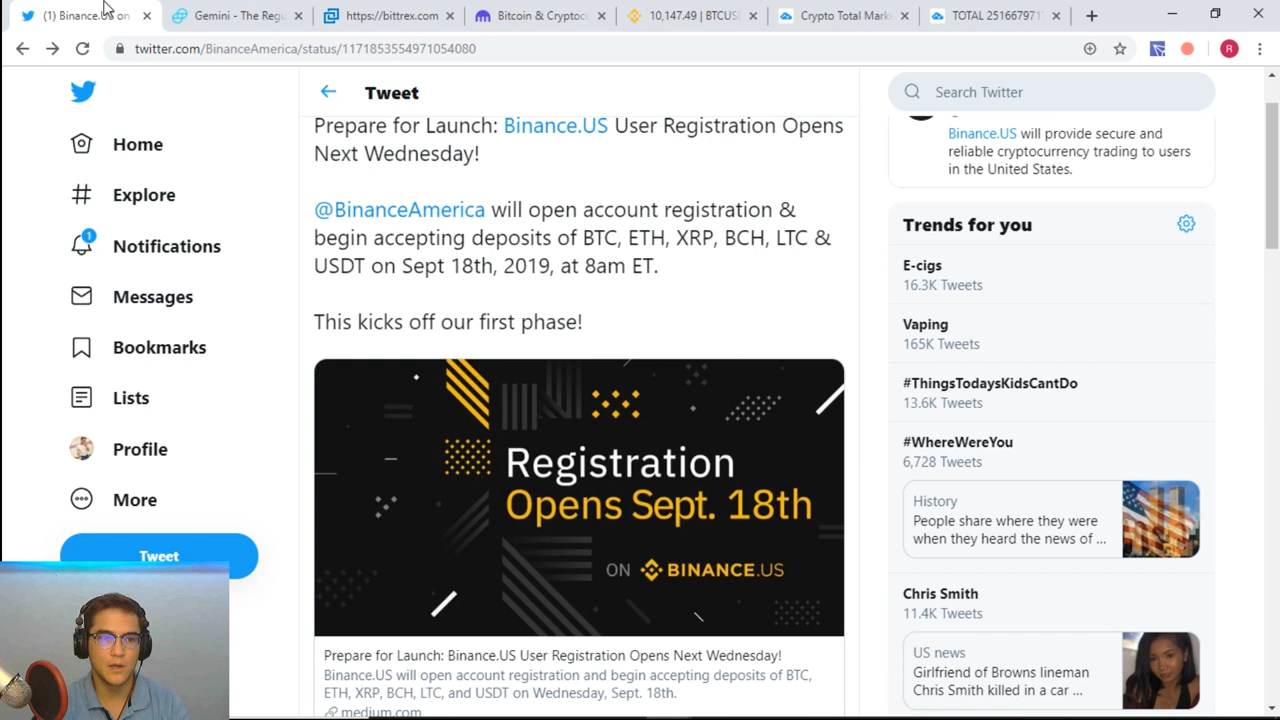 (1) Binance.US on
Gemini - The Regu
https://bittrex.com
Bitcoin & Cryptoc
10,147.49 | BTCUS
Crypto Total Mark
TOTAL 251667971
twitter.com/BinanceAmerica/status/1171853554971054080
R
Home
Explore
1
Notifications
Messages
Bookmarks
Lists
Profile
More
Tweet
Tweet
Prepare for Launch: Binance.US User Registration Opens
Next Wednesday!
@BinanceAmerica will open account registration &
begin accepting deposits of BTC, ETH, XRP, BCH, LTC &
USDT on Sept 18th, 2019, at 8am ET.
This kicks off our first phase!
Registration
Opens Sept. 18th
ON BINANCE.US
Prepare for Launch: Binance.US User Registration Opens Next Wednesday!
Binance.US will open account registration and begin accepting deposits of BTC,
ETH, XRP, BCH, LTC, and USDT on Wednesday, Sept. 18th.
medium.com
Search Twitter
Binance.US will provide secure and
reliable cryptocurrency trading to users
in the United States.
Trends for you
E-cigs
16.3K Tweets
Vaping
165K Tweets
#ThingsTodaysKidsCantDo
13.6K Tweets
#WhereWereYou
6,728 Tweets
History
People share where they were
when they heard the news of ...
Chris Smith
11.4K Tweets
US news
Girlfriend of Browns lineman
Chris Smith killed in a car ...